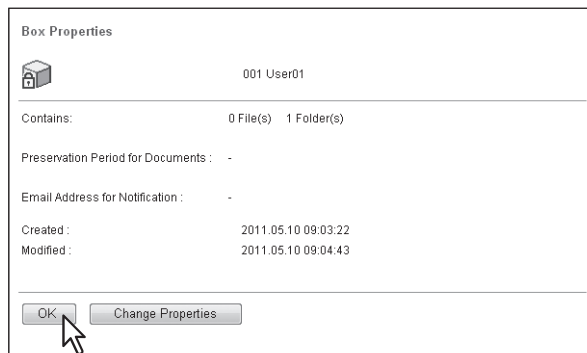 Box Properties
001 User01
Contains: 0 File(s) 1 Folder(s)
Preservation Period for Documents : -
Email Address for Notification : -
Created : 2011.05.10 09:03:22
Modified : 2011.05.10 09:04:43
OK Change Properties